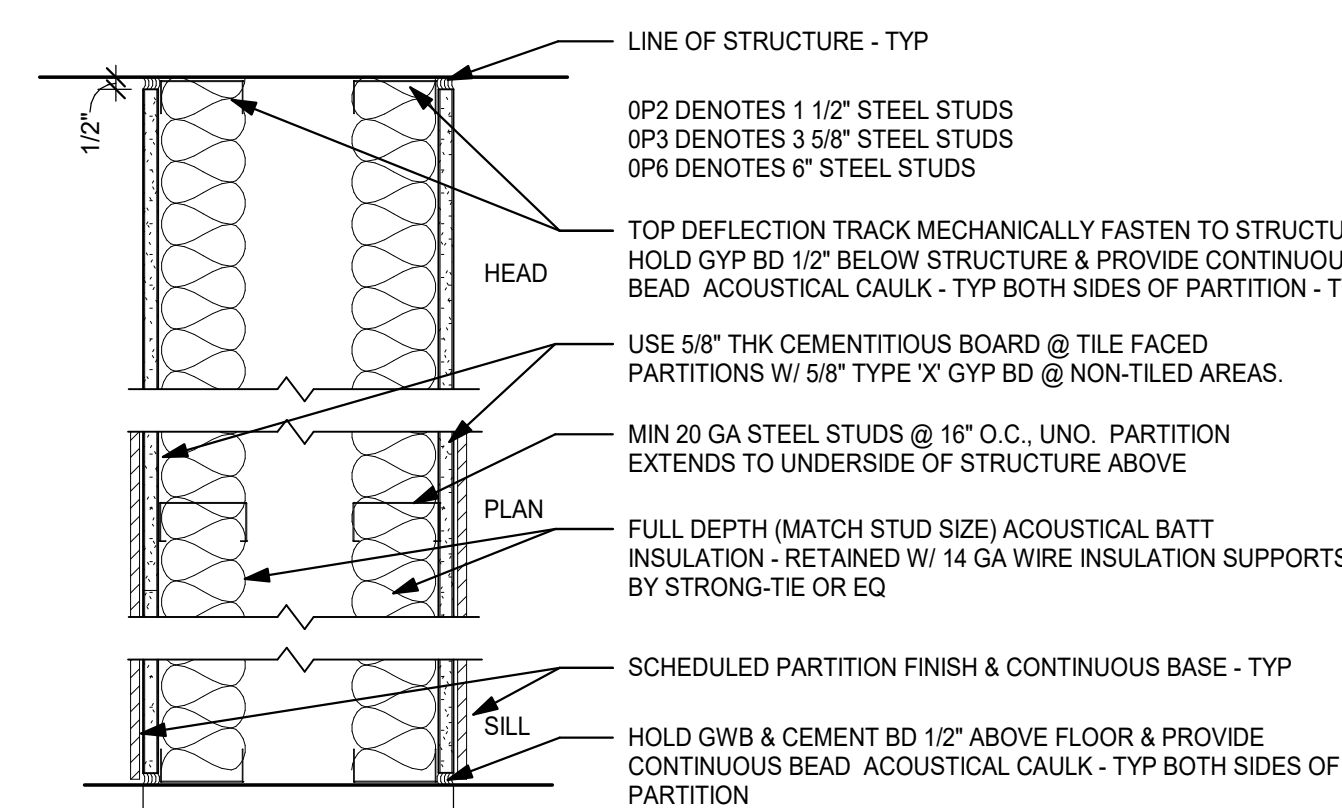 LINE OF STRUCTURE - TYP
1/2"
0P2 DENOTES 1 1/2" STEEL STUDS
0P3 DENOTES 3 5/8" STEEL STUDS
0P6 DENOTES 6" STEEL STUDS
TOP DEFLECTION TRACK MECHANICALLY FASTEN TO STRUCTU
HOLD GYP BD 1/2" BELOW STRUCTURE & PROVIDE CONTINUOU
BEAD ACOUSTICAL CAULK - TYP BOTH SIDES OF PARTITION - T
HEAD
USE 5/8" THK CEMENTITIOUS BOARD @ TILE FACED
PARTITIONS W/ 5/8" TYPE 'X' GYP BD @ NON-TILED AREAS.
MIN 20 GA STEEL STUDS @ 16" O.C., UNO. PARTITION
EXTENDS TO UNDERSIDE OF STRUCTURE ABOVE
PLAN
FULL DEPTH (MATCH STUD SIZE) ACOUSTICAL BATT
INSULATION - RETAINED W/ 14 GA WIRE INSULATION SUPPORTS
BY STRONG-TIE OR EQ
SCHEDULED PARTITION FINISH & CONTINUOUS BASE - TYP
SILL
HOLD GWB & CEMENT BD 1/2" ABOVE FLOOR & PROVIDE
CONTINUOUS BEAD ACOUSTICAL CAULK - TYP BOTH SIDES OF
PARTITION